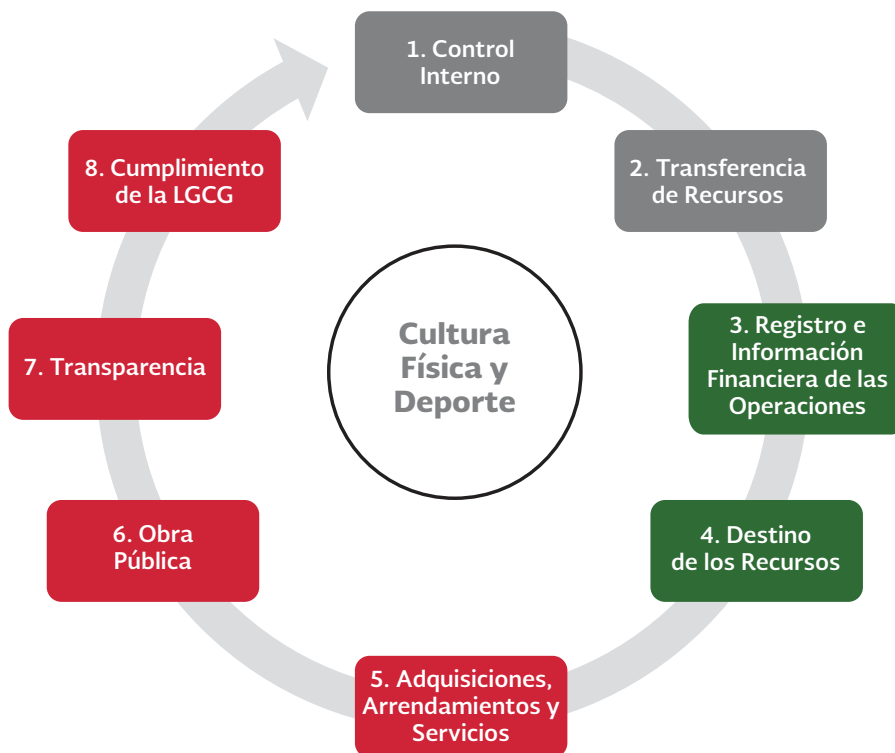 1. Control
Interno
2. Transferencia
de Recursos
3. Registro e
Información
Financiera de las
Operaciones
4. Destino
de los Recursos
5. Adquisiciones,
Arrendamientos y
Servicios
6. Obra
Pública
7. Transparencia
8. Cumplimiento
de la LGCG
Cultura
Física y
Deporte